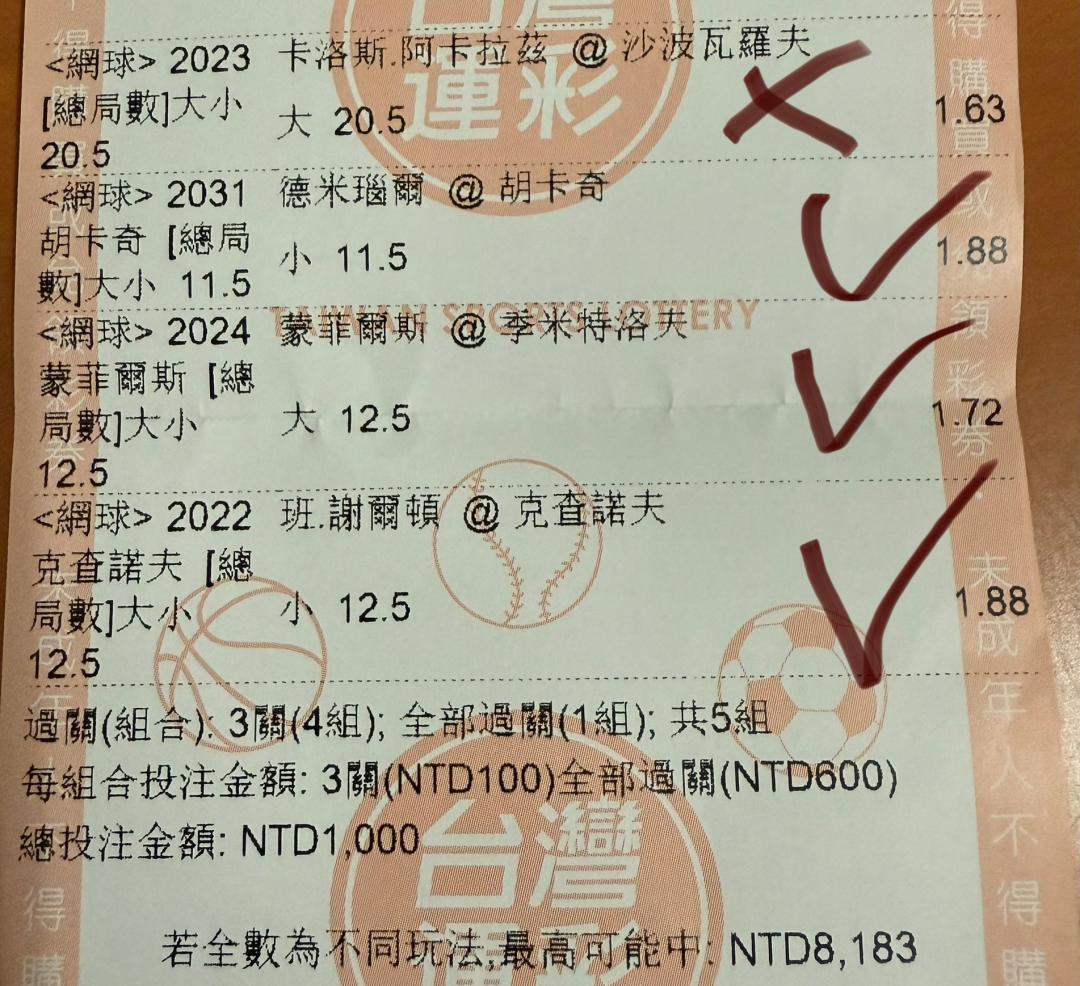 台灣
運彩
<網球> 2023 卡洛斯.阿卡拉茲 @ 沙波瓦羅夫
[總局數]大小 大 20.5 1.63
20.5
<網球> 2031 德米瑙爾 @ 胡卡奇
胡卡奇 [總局 小 11.5 1.88
數]大小 11.5
TAIWAN SPORTS LOTTERY
<網球> 2024 蒙菲爾斯 @ 季米特洛夫
蒙菲爾斯 [總
局數]大小 大 12.5 1.72
12.5
<網球> 2022 班.謝爾頓 @ 克查諾夫
克查諾夫 [總
局數]大小 小 12.5 1.88
12.5
過關(組合): 3關(4組); 全部過關(1組); 共5組
每組合投注金額: 3關(NTD100)全部過關(NTD600)
總投注金額: NTD1,000
台灣
運彩
若全數為不同玩法,最高可能中: NTD8,183